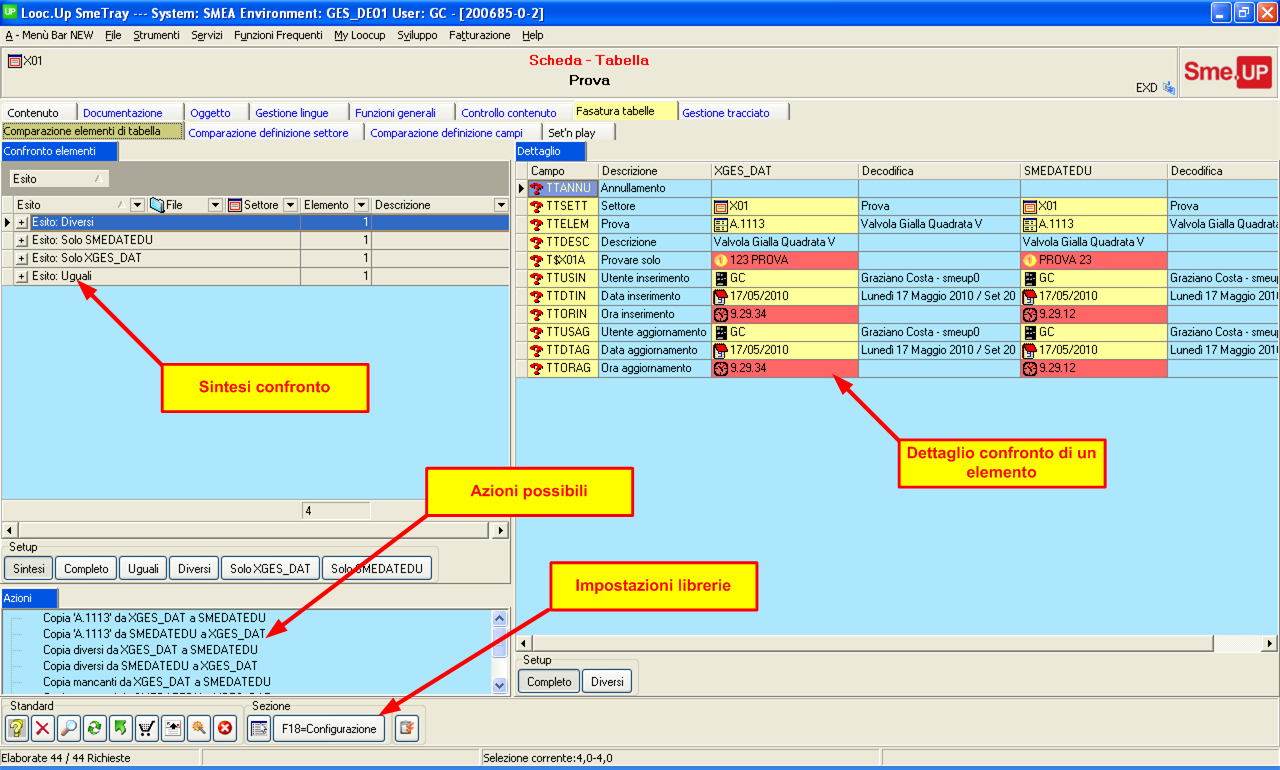 UP Looc.Up SmeTray --- System: SMEA Environment: GES_DE01 User: GC - [200685-0-2]
A - Menù Bar NEW File Strumenti Servizi Funzioni Frequenti My Loocup Sviluppo Fatturazione Help
X01
Scheda - Tabella
Prova
EXD
Sme.UP
Contenuto Documentazione Oggetto Gestione lingue Funzioni generali Controllo contenuto Fasatura tabelle Gestione tracciato
Comparazione elementi di tabella Comparazione definizione settore Comparazione definizione campi Set'n play
Confronto elementi
Esito
Esito File Settore Elemento Descrizione
Esito: Diversi 1
Esito: Solo SMEDATEDU 1
Esito: Solo XGES_DAT 1
Esito: Uguali 1
Sintesi confronto
4
Setup
Sintesi Completo Uguali Diversi Solo XGES_DAT Solo SMEDATEDU
Azioni possibili
Azioni
Copia 'A.1113' da XGES_DAT a SMEDATEDU
Copia 'A.1113' da SMEDATEDU a XGES_DAT
Copia diversi da XGES_DAT a SMEDATEDU
Copia diversi da SMEDATEDU a XGES_DAT
Copia mancanti da XGES_DAT a SMEDATEDU
Dettaglio
Campo Descrizione XGES_DAT Decodifica SMEDATEDU Decodifica
TTANNU Annullamento
TTSETT Settore X01 Prova X01 Prova
TTELEM Prova A.1113 Valvola Gialla Quadrata V A.1113 Valvola Gialla Quadrata
TTDESC Descrizione Valvola Gialla Quadrata V Valvola Gialla Quadrata V
T$X01A Provare solo 123 PROVA PROVA 23
TTUSIN Utente inserimento GC Graziano Costa - smeup0 GC Graziano Costa - smeu
TTDTIN Data inserimento 17/05/2010 Lunedì 17 Maggio 2010 / Set 20 17/05/2010 Lunedì 17 Maggio 201
TTORIN Ora inserimento 9.29.34 9.29.12
TTUSAG Utente aggiornamento GC Graziano Costa - smeup0 GC Graziano Costa - smeu
TTDTAG Data aggiornamento 17/05/2010 Lunedì 17 Maggio 2010 / Set 20 17/05/2010 Lunedì 17 Maggio 201
TTORAG Ora aggiornamento 9.29.34 9.29.12
Dettaglio confronto di un
elemento
Impostazioni librerie
Setup
Completo Diversi
Standard Sezione
F18=Configurazione
Elaborate 44 / 44 Richieste Selezione corrente:4,0-4,0